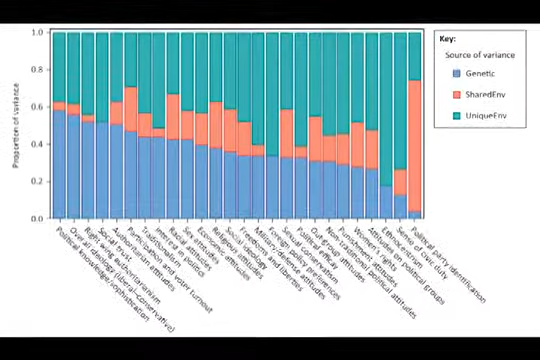 Key:
Source of variance
Genetic
SharedEnv
UniqueEnv
Proportion of variance
1.0
0.8
0.6
0.4
0.2
0.0
Political knowledge/sophistication
Overall ideology (Liberal–Conservative)
Right-wing authoritarianism
Social trust
Authoritarian attitudes
Participation and voter turnout
Traditionalism
Interest in politics
Racial attitudes
Sex attitudes
Economic attitudes
Religious attitudes
Social ideology
Freedoms and liberties
Military/defense attitudes
Foreign policy preferences
Sexual conservatism
Political efficacy
Out-group attitudes
Non-traditional political attitudes
Punishment attitudes
Women's rights
Attitudes on political groups
Ethnocentrism
Sense of civic duty
Political party identification